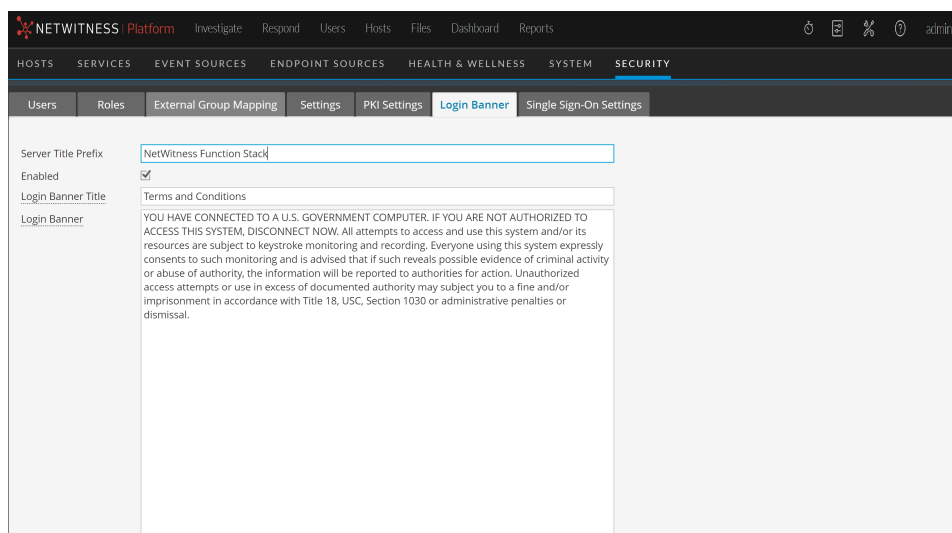 NETWITNESS | Platform Investigate Respond Users Hosts Files Dashboard Reports admin
HOSTS SERVICES EVENT SOURCES ENDPOINT SOURCES HEALTH & WELLNESS SYSTEM SECURITY
Users Roles External Group Mapping Settings PKI Settings Login Banner Single Sign-On Settings
Server Title Prefix NetWitness Function Stack
Enabled
Login Banner Title Terms and Conditions
Login Banner YOU HAVE CONNECTED TO A U.S. GOVERNMENT COMPUTER. IF YOU ARE NOT AUTHORIZED TO
ACCESS THIS SYSTEM, DISCONNECT NOW. All attempts to access and use this system and/or its
resources are subject to keystroke monitoring and recording. Everyone using this system expressly
consents to such monitoring and is advised that if such reveals possible evidence of criminal activity
or abuse of authority, the information will be reported to authorities for action. Unauthorized
access attempts or use in excess of documented authority may subject you to a fine and/or
imprisonment in accordance with Title 18, USC, Section 1030 or administrative penalties or
dismissal.